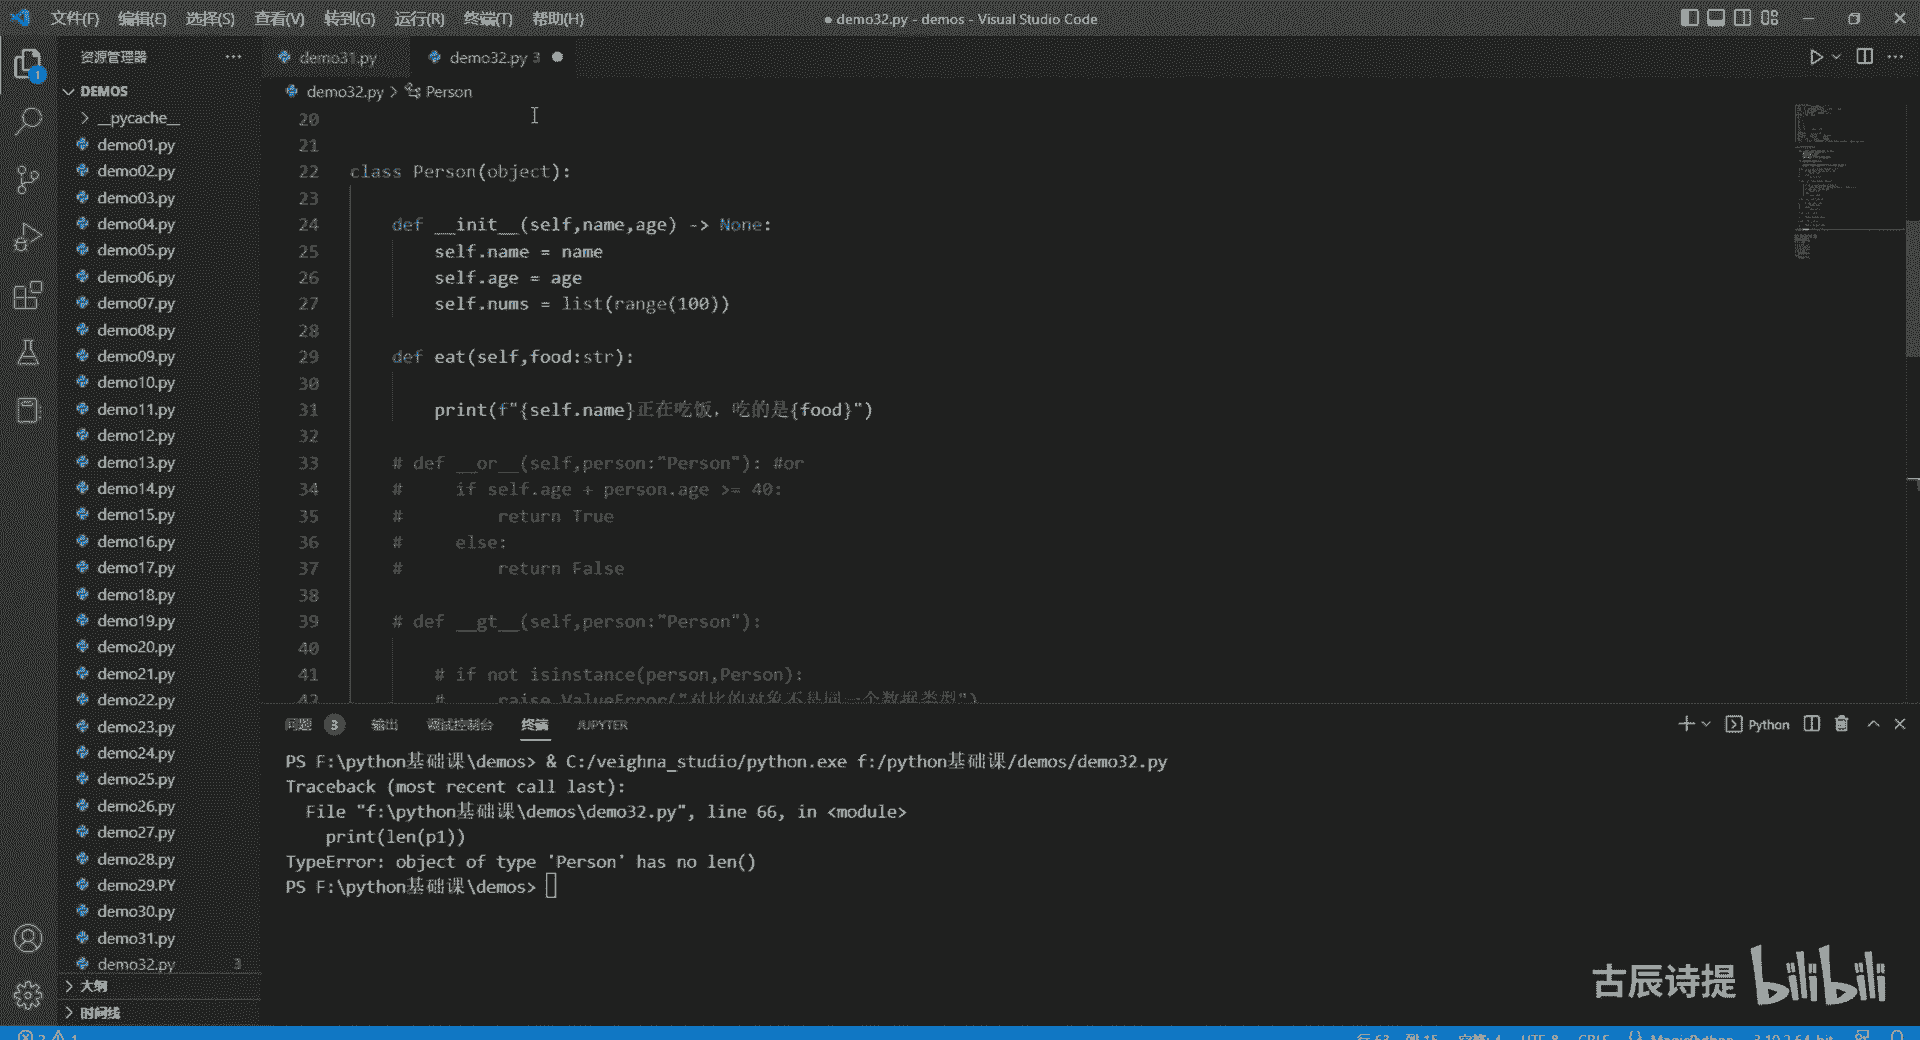 文件(F) 编辑(E) 选择(S) 查看(V) 转到(G) 运行(R) 终端(T) 帮助(H)
● demo32.py - demos - Visual Studio Code
资源管理器
demo31.py
demo32.py 3
1
DEMOS
demo32.py > Person
__pycache__
demo01.py
demo02.py
demo03.py
demo04.py
demo05.py
demo06.py
demo07.py
demo08.py
demo09.py
demo10.py
demo11.py
demo12.py
demo13.py
demo14.py
demo15.py
demo16.py
demo17.py
demo18.py
demo19.py
demo20.py
demo21.py
demo22.py
demo23.py
demo24.py
demo25.py
demo26.py
demo27.py
demo28.py
demo29.PY
demo30.py
demo31.py
demo32.py 3
大纲
时间线
20
21
22 class Person(object):
23
24 def __init__(self,name,age) -> None:
25 self.name = name
26 self.age = age
27 self.nums = list(range(100))
28
29 def eat(self,food:str):
30
31 print(f"{self.name}正在吃饭，吃的是{food}")
32
33 # def __or__(self,person:"Person"): #or
34 # if self.age + person.age >= 40:
35 # return True
36 # else:
37 # return False
38
39 # def __gt__(self,person:"Person"):
40
41 # if not isinstance(person,Person):
42 # raise ValueError("对比的对象不是同一个数据类型")
问题 3 输出 调试控制台 终端 JUPYTER
Python
PS F:\python基础课\demos> & C:/veighna_studio/python.exe f:/python基础课/demos/demo32.py
Traceback (most recent call last):
File "f:\python基础课\demos\demo32.py", line 66, in <module>
print(len(p1))
TypeError: object of type 'Person' has no len()
PS F:\python基础课\demos>
古辰诗提 bilibili